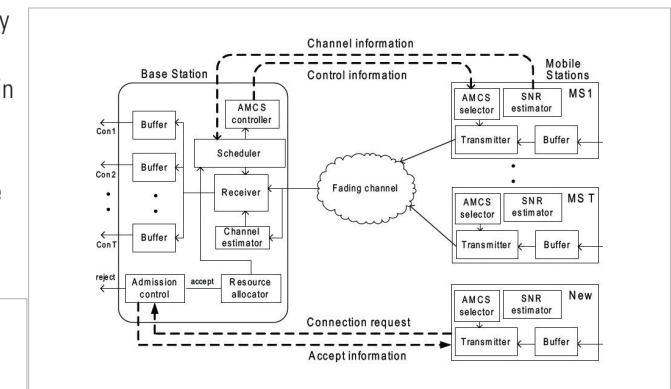 y
in
e
Channel information
Control information
Base Station
Mobile
Stations
AMCS
controller
Scheduler
Receiver
Channel
estimator
Resource
allocator
Admission
control
accept
reject
Con1
Buffer
Con2
Buffer
Con T
Buffer
Fading channel
MS1
AMCS
selector
SNR
estimator
Transmitter
Buffer
MS T
AMCS
selector
SNR
estimator
Transmitter
Buffer
New
AMCS
selector
SNR
estimator
Transmitter
Buffer
Connection request
Accept information